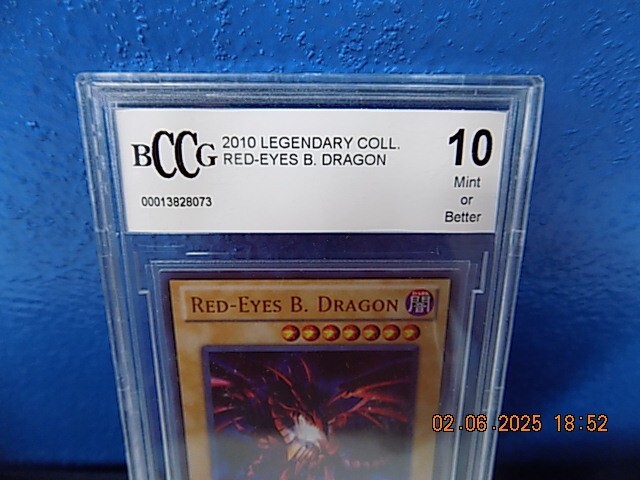 BCCG
2010 LEGENDARY COLL.
RED-EYES B. DRAGON
00013828073
10
Mint
or
Better
RED-EYES B. DRAGON
闇
02.06.2025 18:52